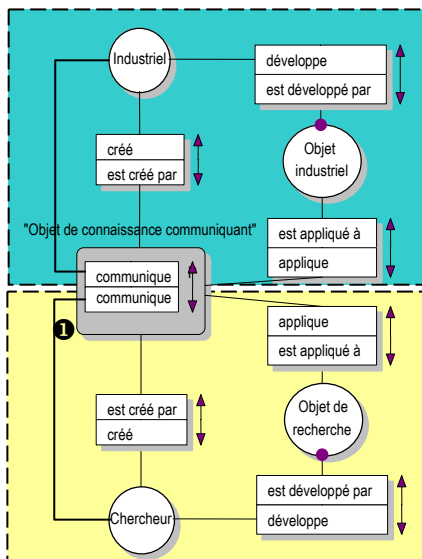 Industriel
développe
est développé par
créé
est créé par
Objet
industriel
"Objet de connaissance communiquant"
est appliqué à
applique
communique
communique
❶
applique
est appliqué à
est créé par
créé
Objet de
recherche
est développé par
développe
Chercheur